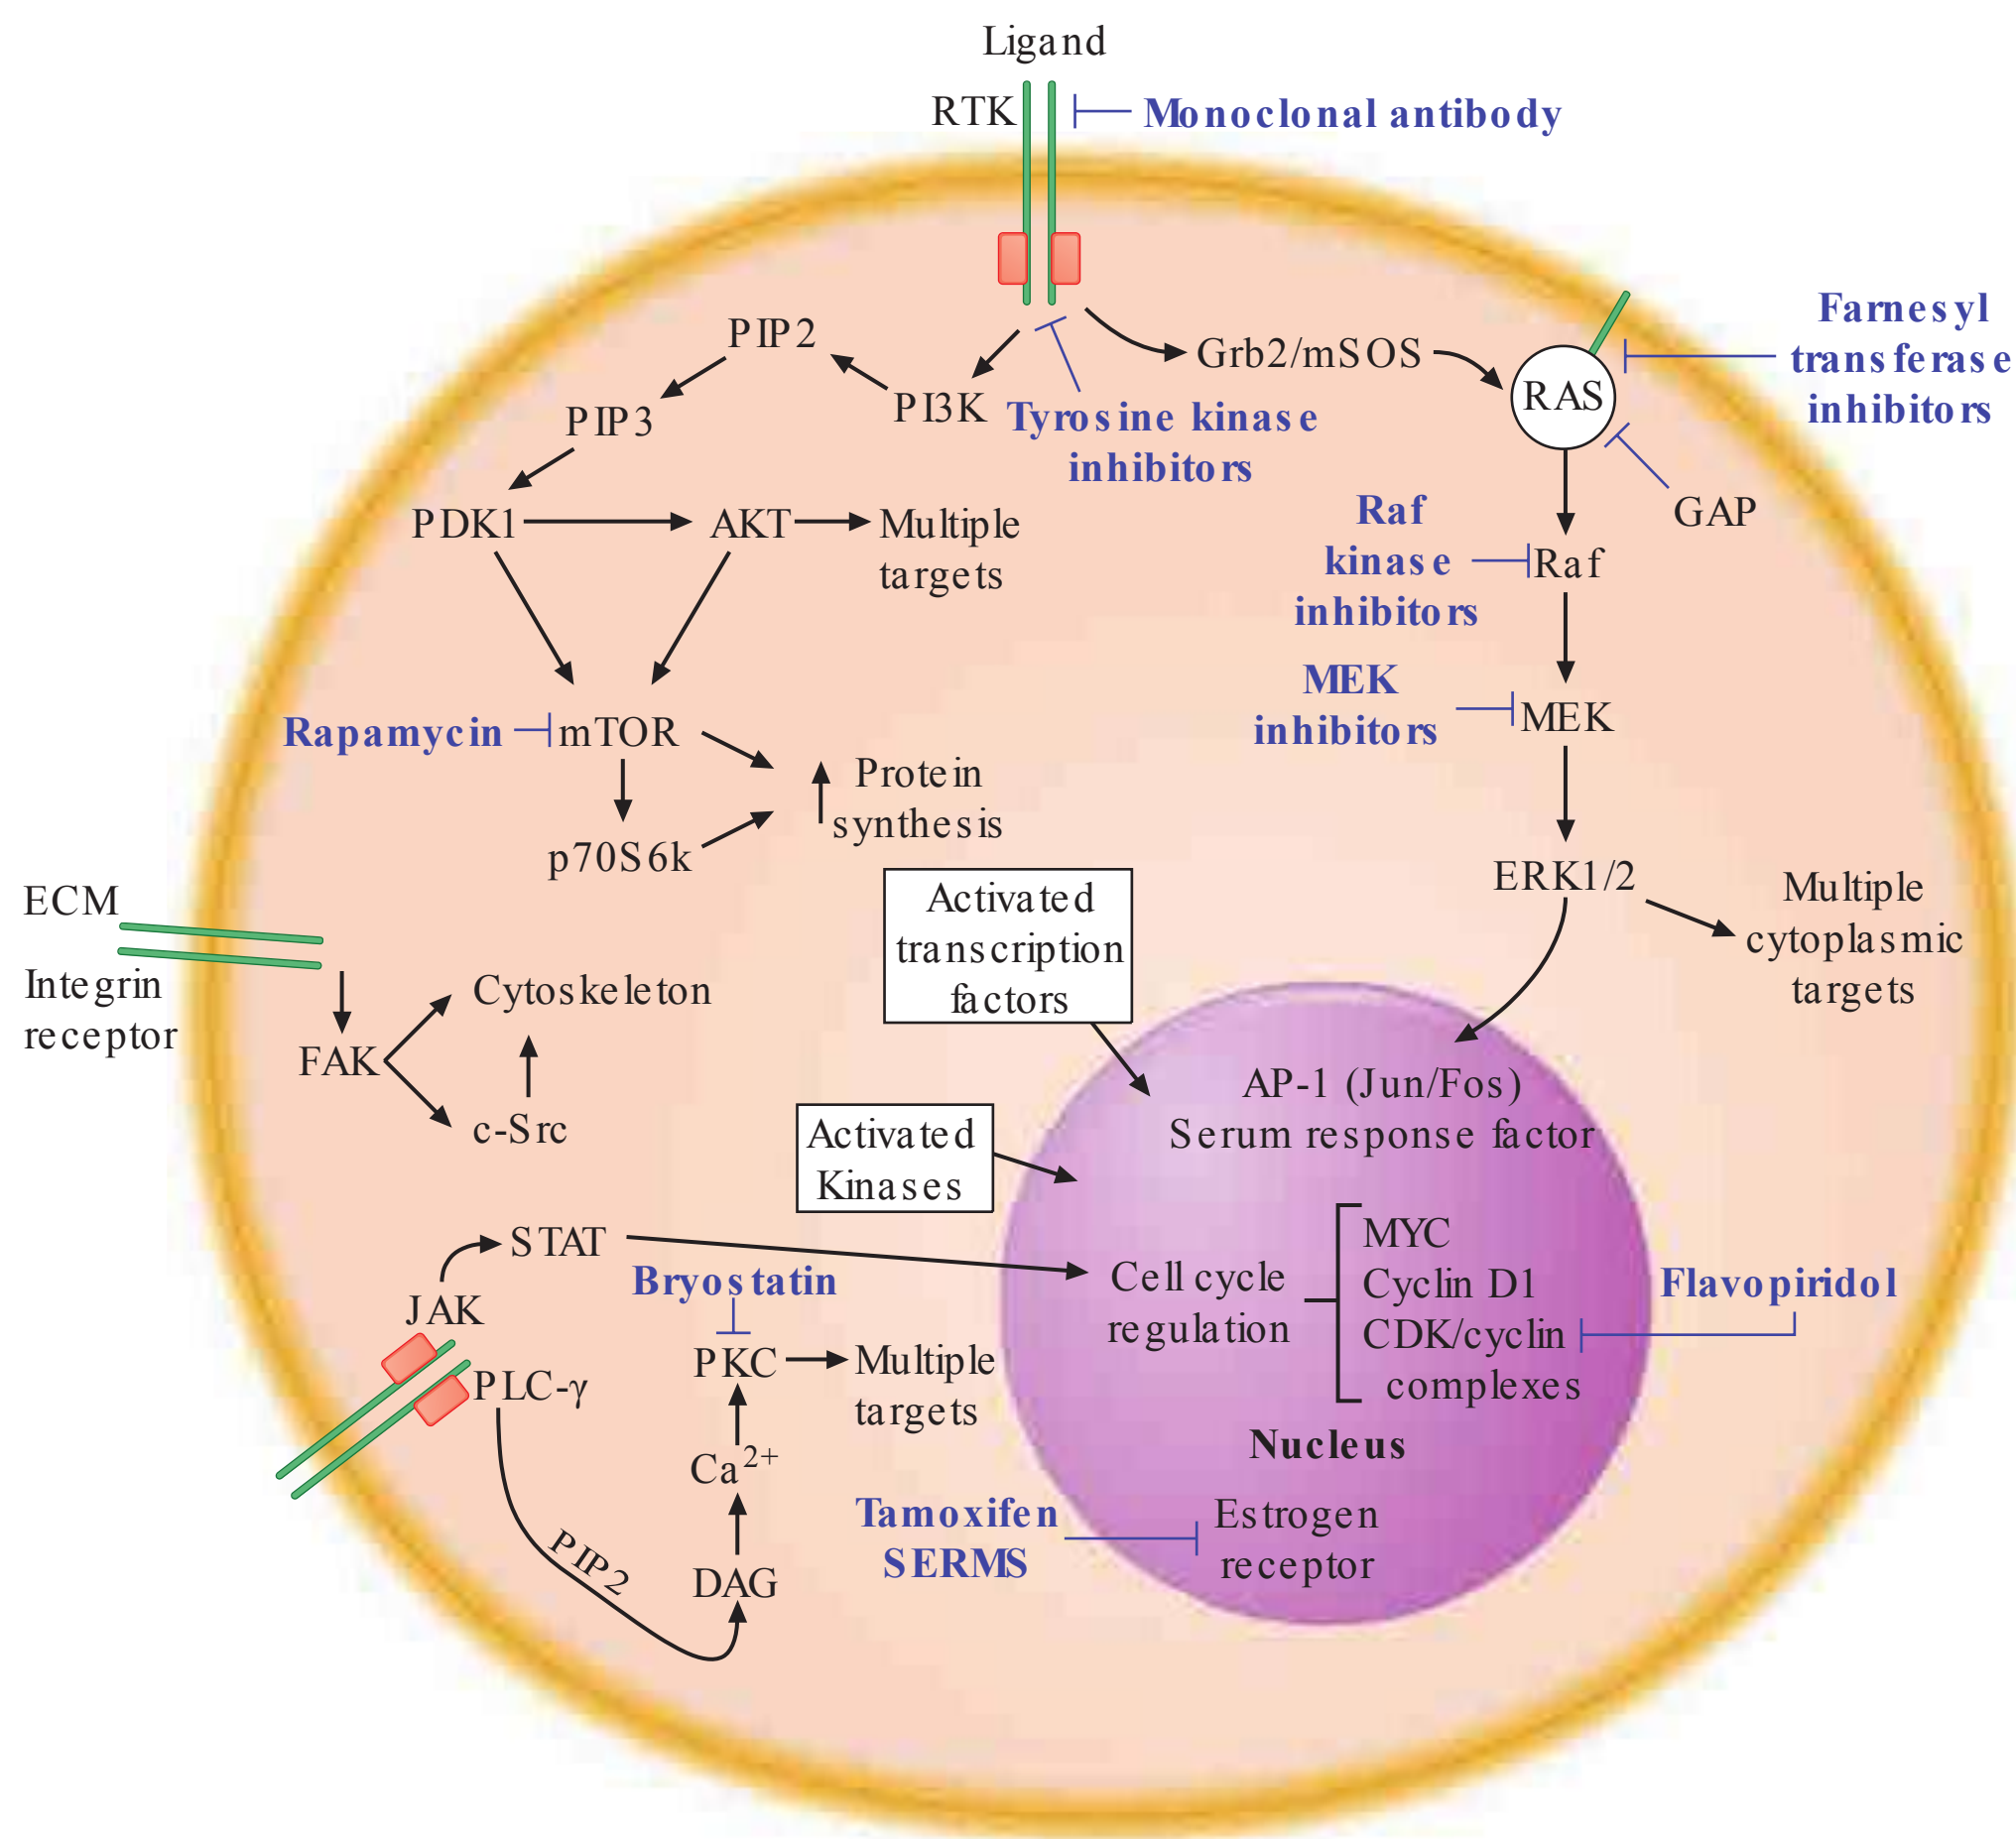 Ligand
RTK
Monoclonal antibody
PIP2
PI3K
PIP3
Tyrosine kinase
inhibitors
Grb2/mSOS
RAS
Farnesyl
transferase
inhibitors
GAP
PDK1
AKT
Multiple
targets
Raf
kinase
inhibitors
Raf
MEK
inhibitors
MEK
Rapamycin
mTOR
Protein
synthesis
p70S6k
ERK1/2
Multiple
cytoplasmic
targets
ECM
Integrin
receptor
FAK
Cytoskeleton
c-Src
Activated
transcription
factors
Activated
Kinases
AP-1 (Jun/Fos)
Serum response factor
STAT
JAK
PLC-γ
PIP2
DAG
Ca2+
PKC
Bryostatin
Multiple
targets
Cell cycle
regulation
MYC
Cyclin D1
CDK/cyclin
complexes
Flavopiridol
Nucleus
Tamoxifen
SERMS
Estrogen
receptor